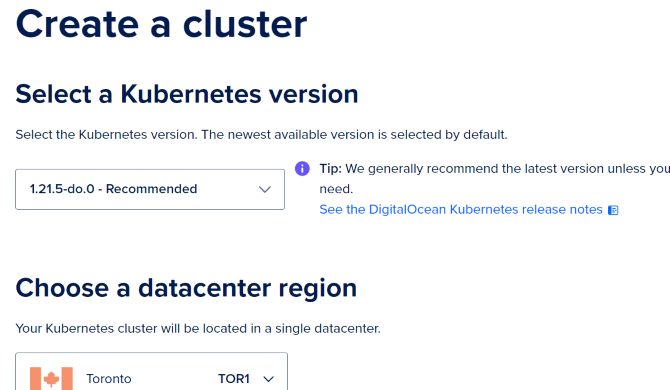 Create a cluster
Select a Kubernetes version
Select the Kubernetes version. The newest available version is selected by default.
1.21.5-do.0 - Recommended
Tip: We generally recommend the latest version unless you
need.
See the DigitalOcean Kubernetes release notes
Choose a datacenter region
Your Kubernetes cluster will be located in a single datacenter.
Toronto TOR1